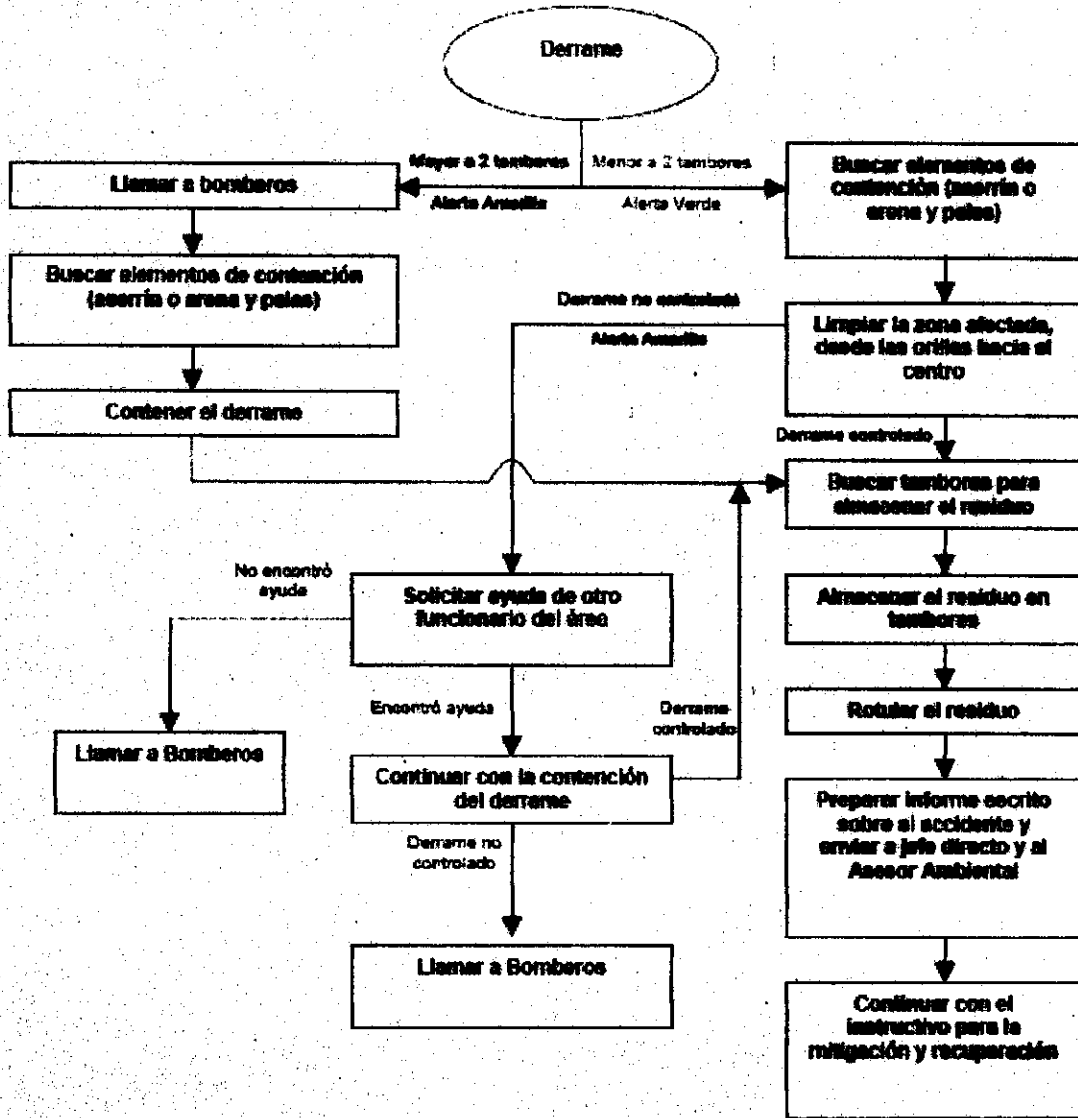 Derrame
Mayor a 2 tambores
Alerta Amarilla
Menor a 2 tambores
Alerta Verde
Llamar a bomberos
Buscar elementos de contención
(aserrín o arena y palas)
Contener el derrame
Buscar elementos de
contención (aserrín o
arena y palas)
Derrame no controlado
Alerta Amarilla
Limpiar la zona afectada,
desde las orillas hacia el
centro
Derrame controlado
Buscar tambores para
almacenar el residuo
No encontró
ayuda
Solicitar ayuda de otro
funcionario del área
Almacenar el residuo en
tambores
Encontró ayuda
Derrame
controlado
Rotular el residuo
Llamar a Bomberos
Continuar con la contención
del derrame
Derrame no
controlado
Preparar informe escrito
sobre el accidente y
enviar a jefe directo y al
Asesor Ambiental
Llamar a Bomberos
Continuar con el
instructivo para la
mitigación y recuperación